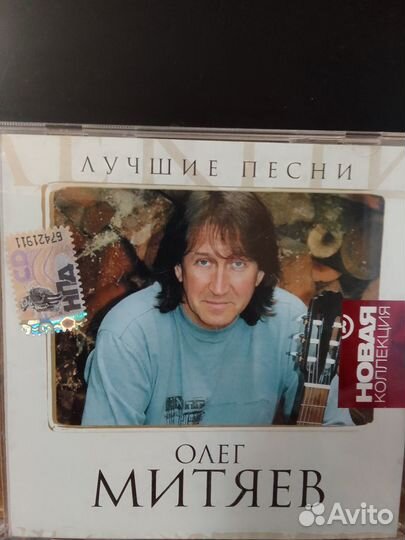 ЛУЧШИЕ ПЕСНИ
67421911
НПА
НОВАЯ
КОЛЛЕКЦИЯ
ОЛЕГ
МИТЯЕВ
Avito